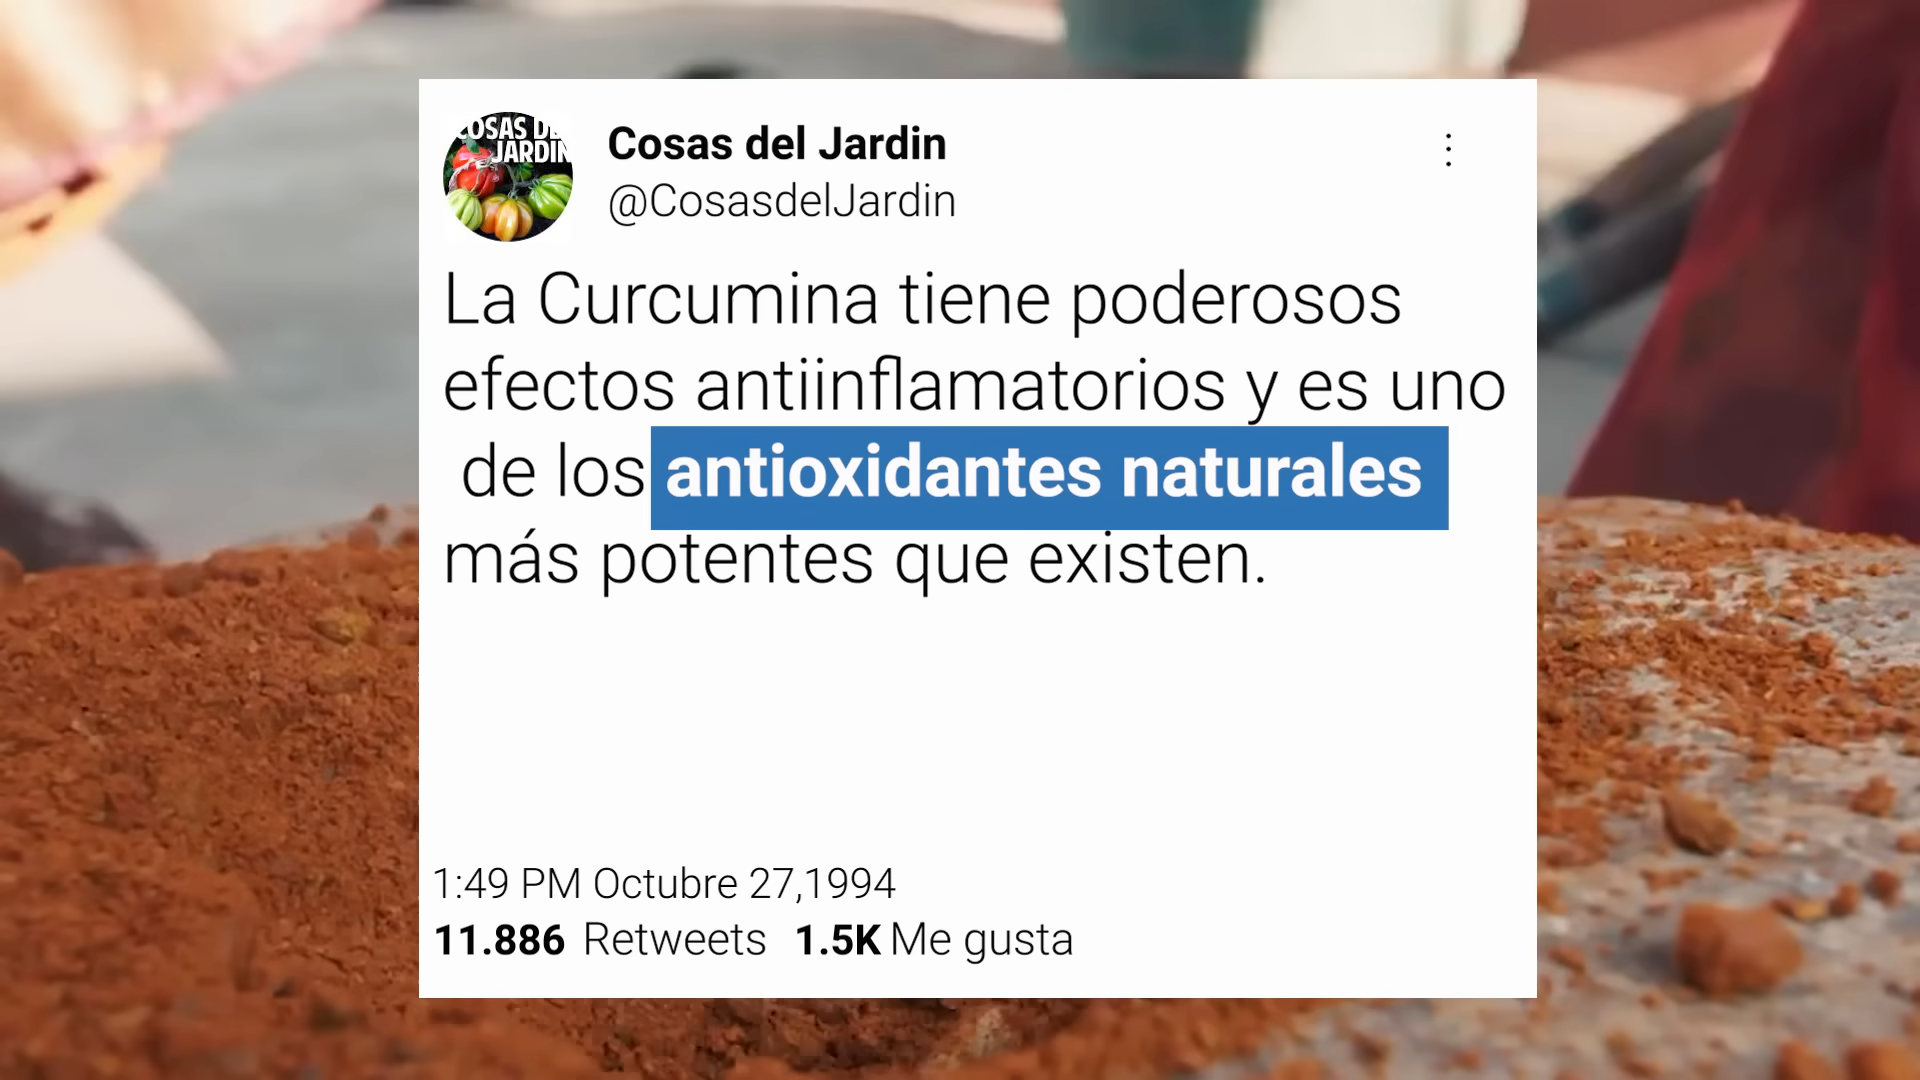 COSAS DE
JARDIN
Cosas del Jardin
@CosasdelJardin
La Curcumina tiene poderosos
efectos antiinflamatorios y es uno
de los antioxidantes naturales
más potentes que existen.
1:49 PM Octubre 27,1994
11.886 Retweets 1.5K Me gusta